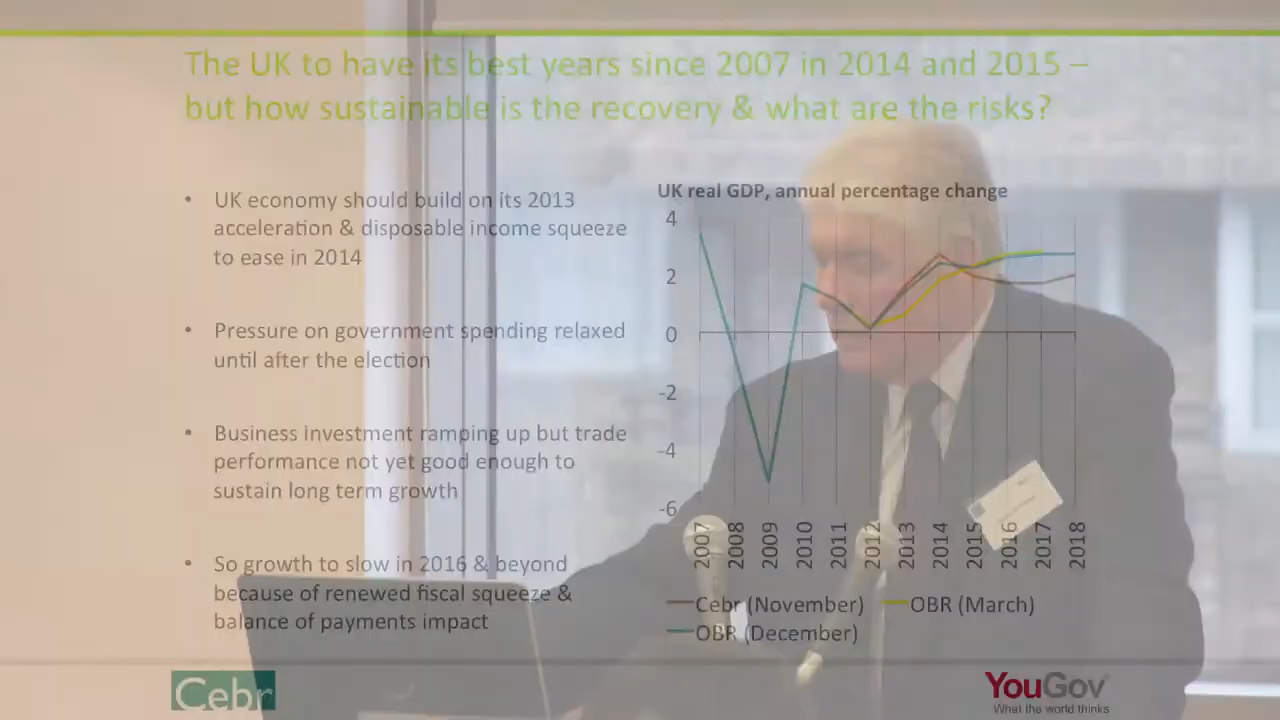 The UK to have its best years since 2007 in 2014 and 2015 –
but how sustainable is the recovery & what are the risks?
• UK economy should build on its 2013
acceleration & disposable income squeeze
to ease in 2014
• Pressure on government spending relaxed
until after the election
• Business investment ramping up but trade
performance not yet good enough to
sustain long term growth
• So growth to slow in 2016 & beyond
because of renewed fiscal squeeze &
balance of payments impact
UK real GDP, annual percentage change
4
2
0
-2
-4
-6
2007 2008 2009 2010 2011 2012 2013 2014 2015 2016 2017 2018
Cebr (November) OBR (March)
OBR (December)
Cebr
YouGov
What the world thinks